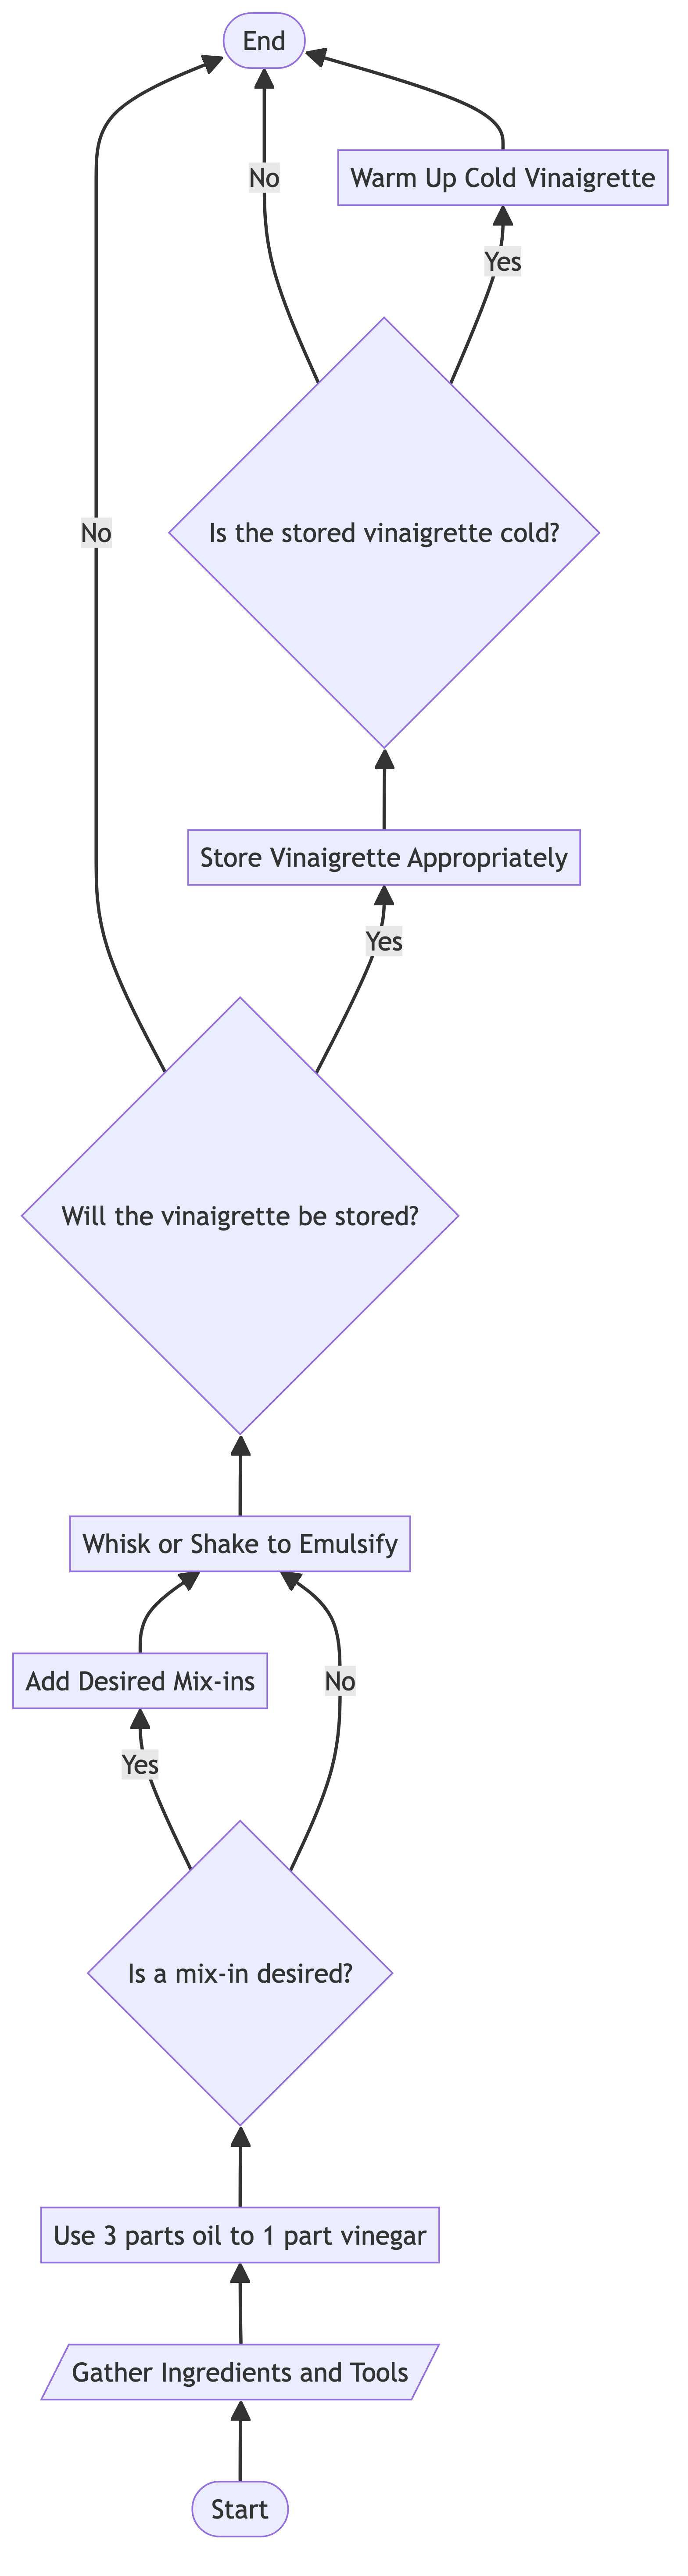 End
No
Warm Up Cold Vinaigrette
Yes
Is the stored vinaigrette cold?
No
Store Vinaigrette Appropriately
Yes
Will the vinaigrette be stored?
Whisk or Shake to Emulsify
Add Desired Mix-ins
No
Yes
Is a mix-in desired?
Use 3 parts oil to 1 part vinegar
Gather Ingredients and Tools
Start